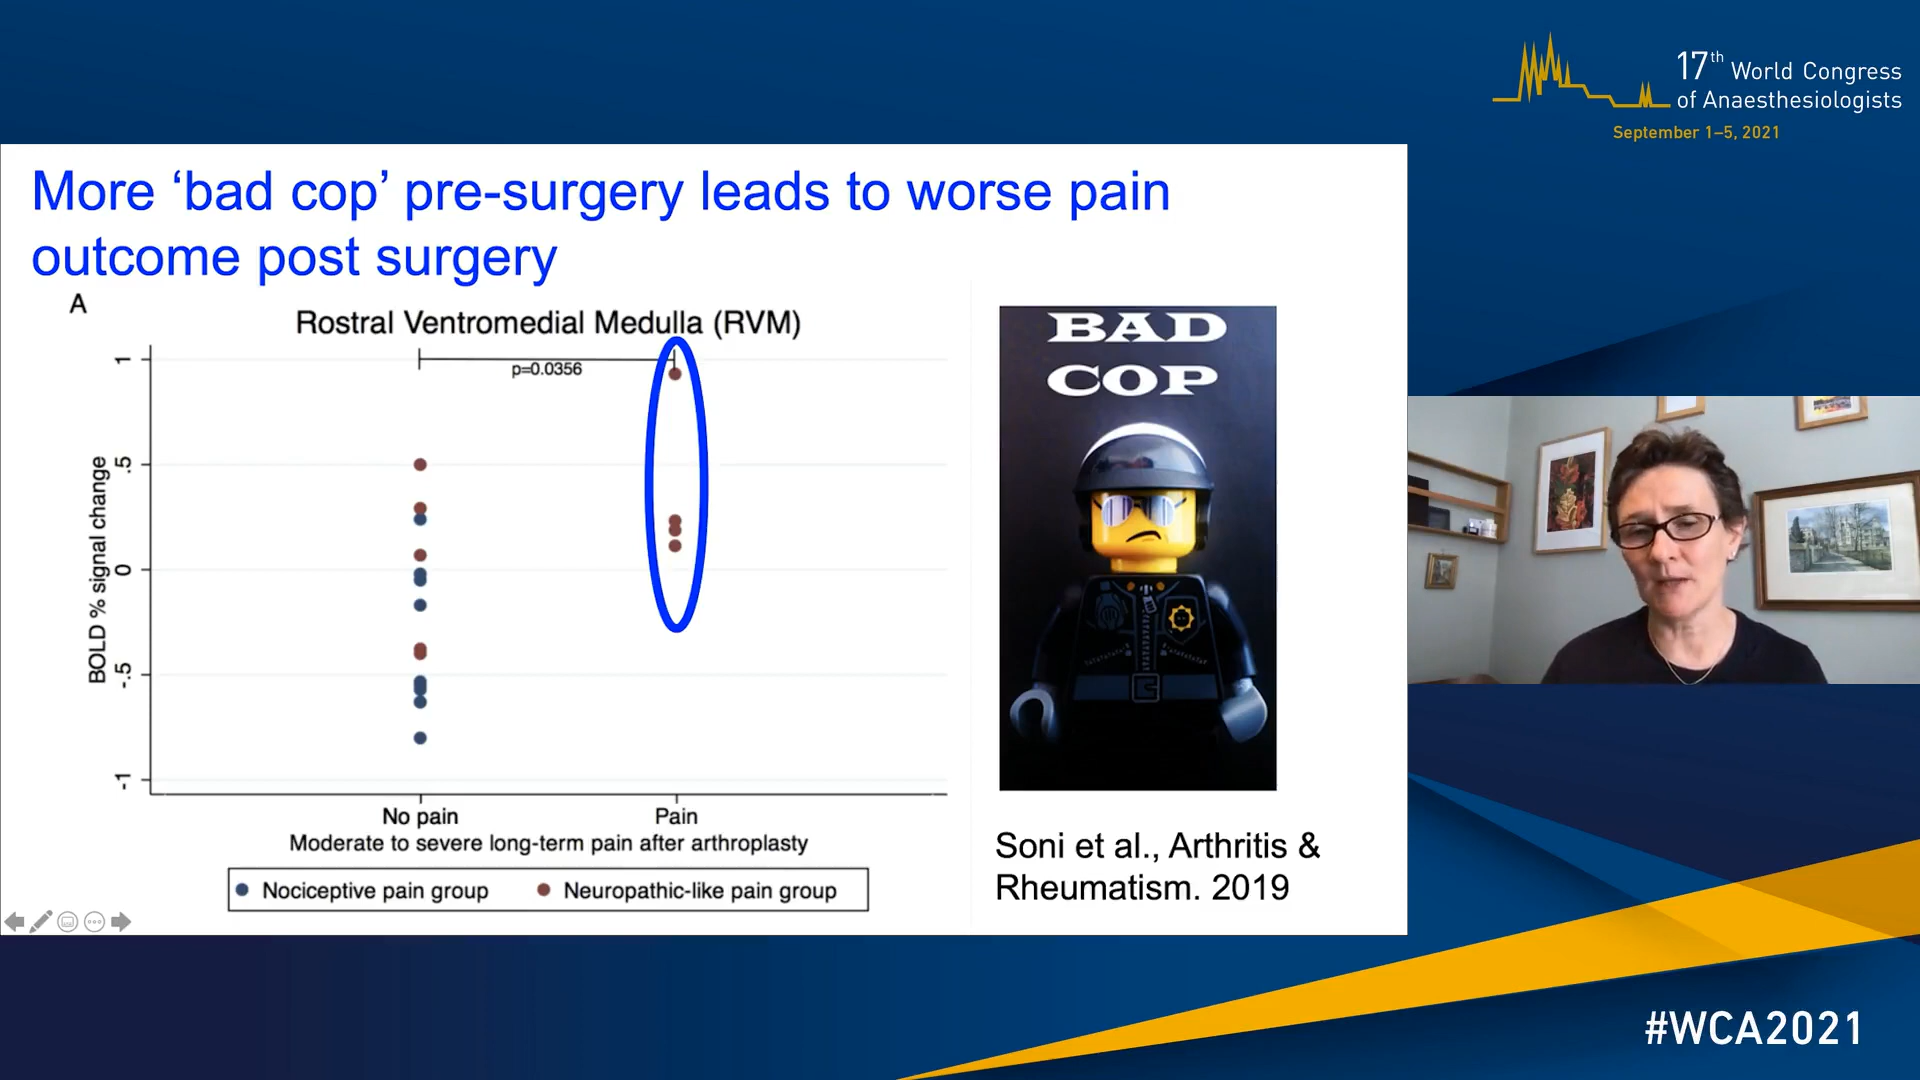 17th World Congress
of Anaesthesiologists
September 1–5, 2021
More ‘bad cop’ pre-surgery leads to worse pain
outcome post surgery
A
Rostral Ventromedial Medulla (RVM)
p=0.0356
BOLD % signal change
1
.5
0
-.5
-1
No pain
Pain
Moderate to severe long-term pain after arthroplasty
Nociceptive pain group
Neuropathic-like pain group
BAD
COP
Soni et al., Arthritis &
Rheumatism. 2019
#WCA2021